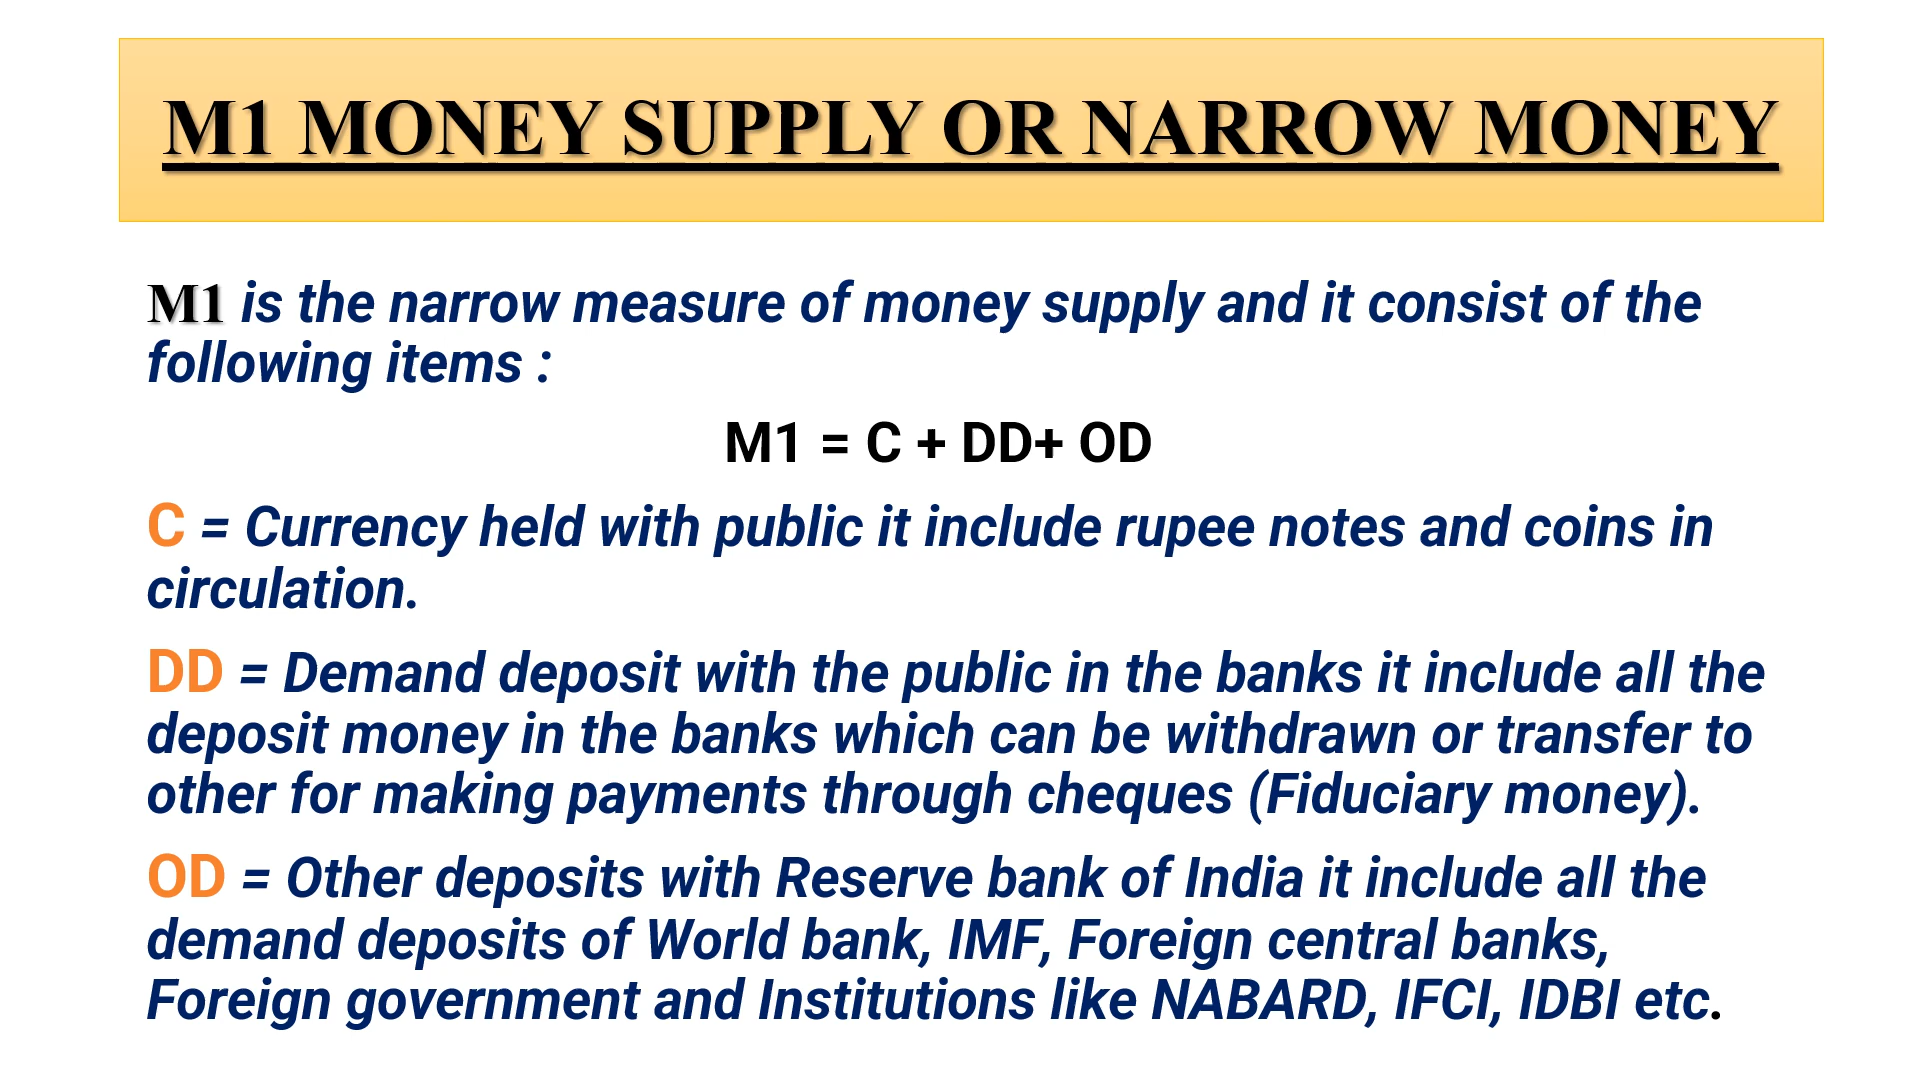 M1 MONEY SUPPLY OR NARROW MONEY
M1 is the narrow measure of money supply and it consist of the
following items :
M1 = C + DD+ OD
C = Currency held with public it include rupee notes and coins in
circulation.
DD = Demand deposit with the public in the banks it include all the
deposit money in the banks which can be withdrawn or transfer to
other for making payments through cheques (Fiduciary money).
OD = Other deposits with Reserve bank of India it include all the
demand deposits of World bank, IMF, Foreign central banks,
Foreign government and Institutions like NABARD, IFCI, IDBI etc.